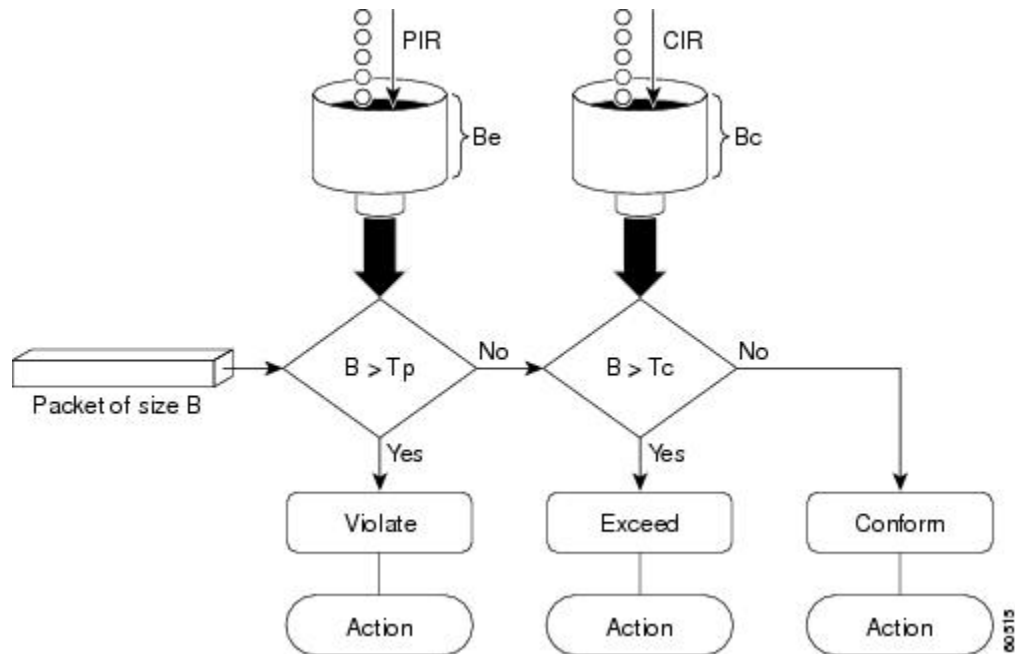 PIR
CIR
Be
Bc
B > Tp
No
B > Tc
No
Packet of size B
Yes
Yes
Violate
Exceed
Conform
Action
Action
Action
60515